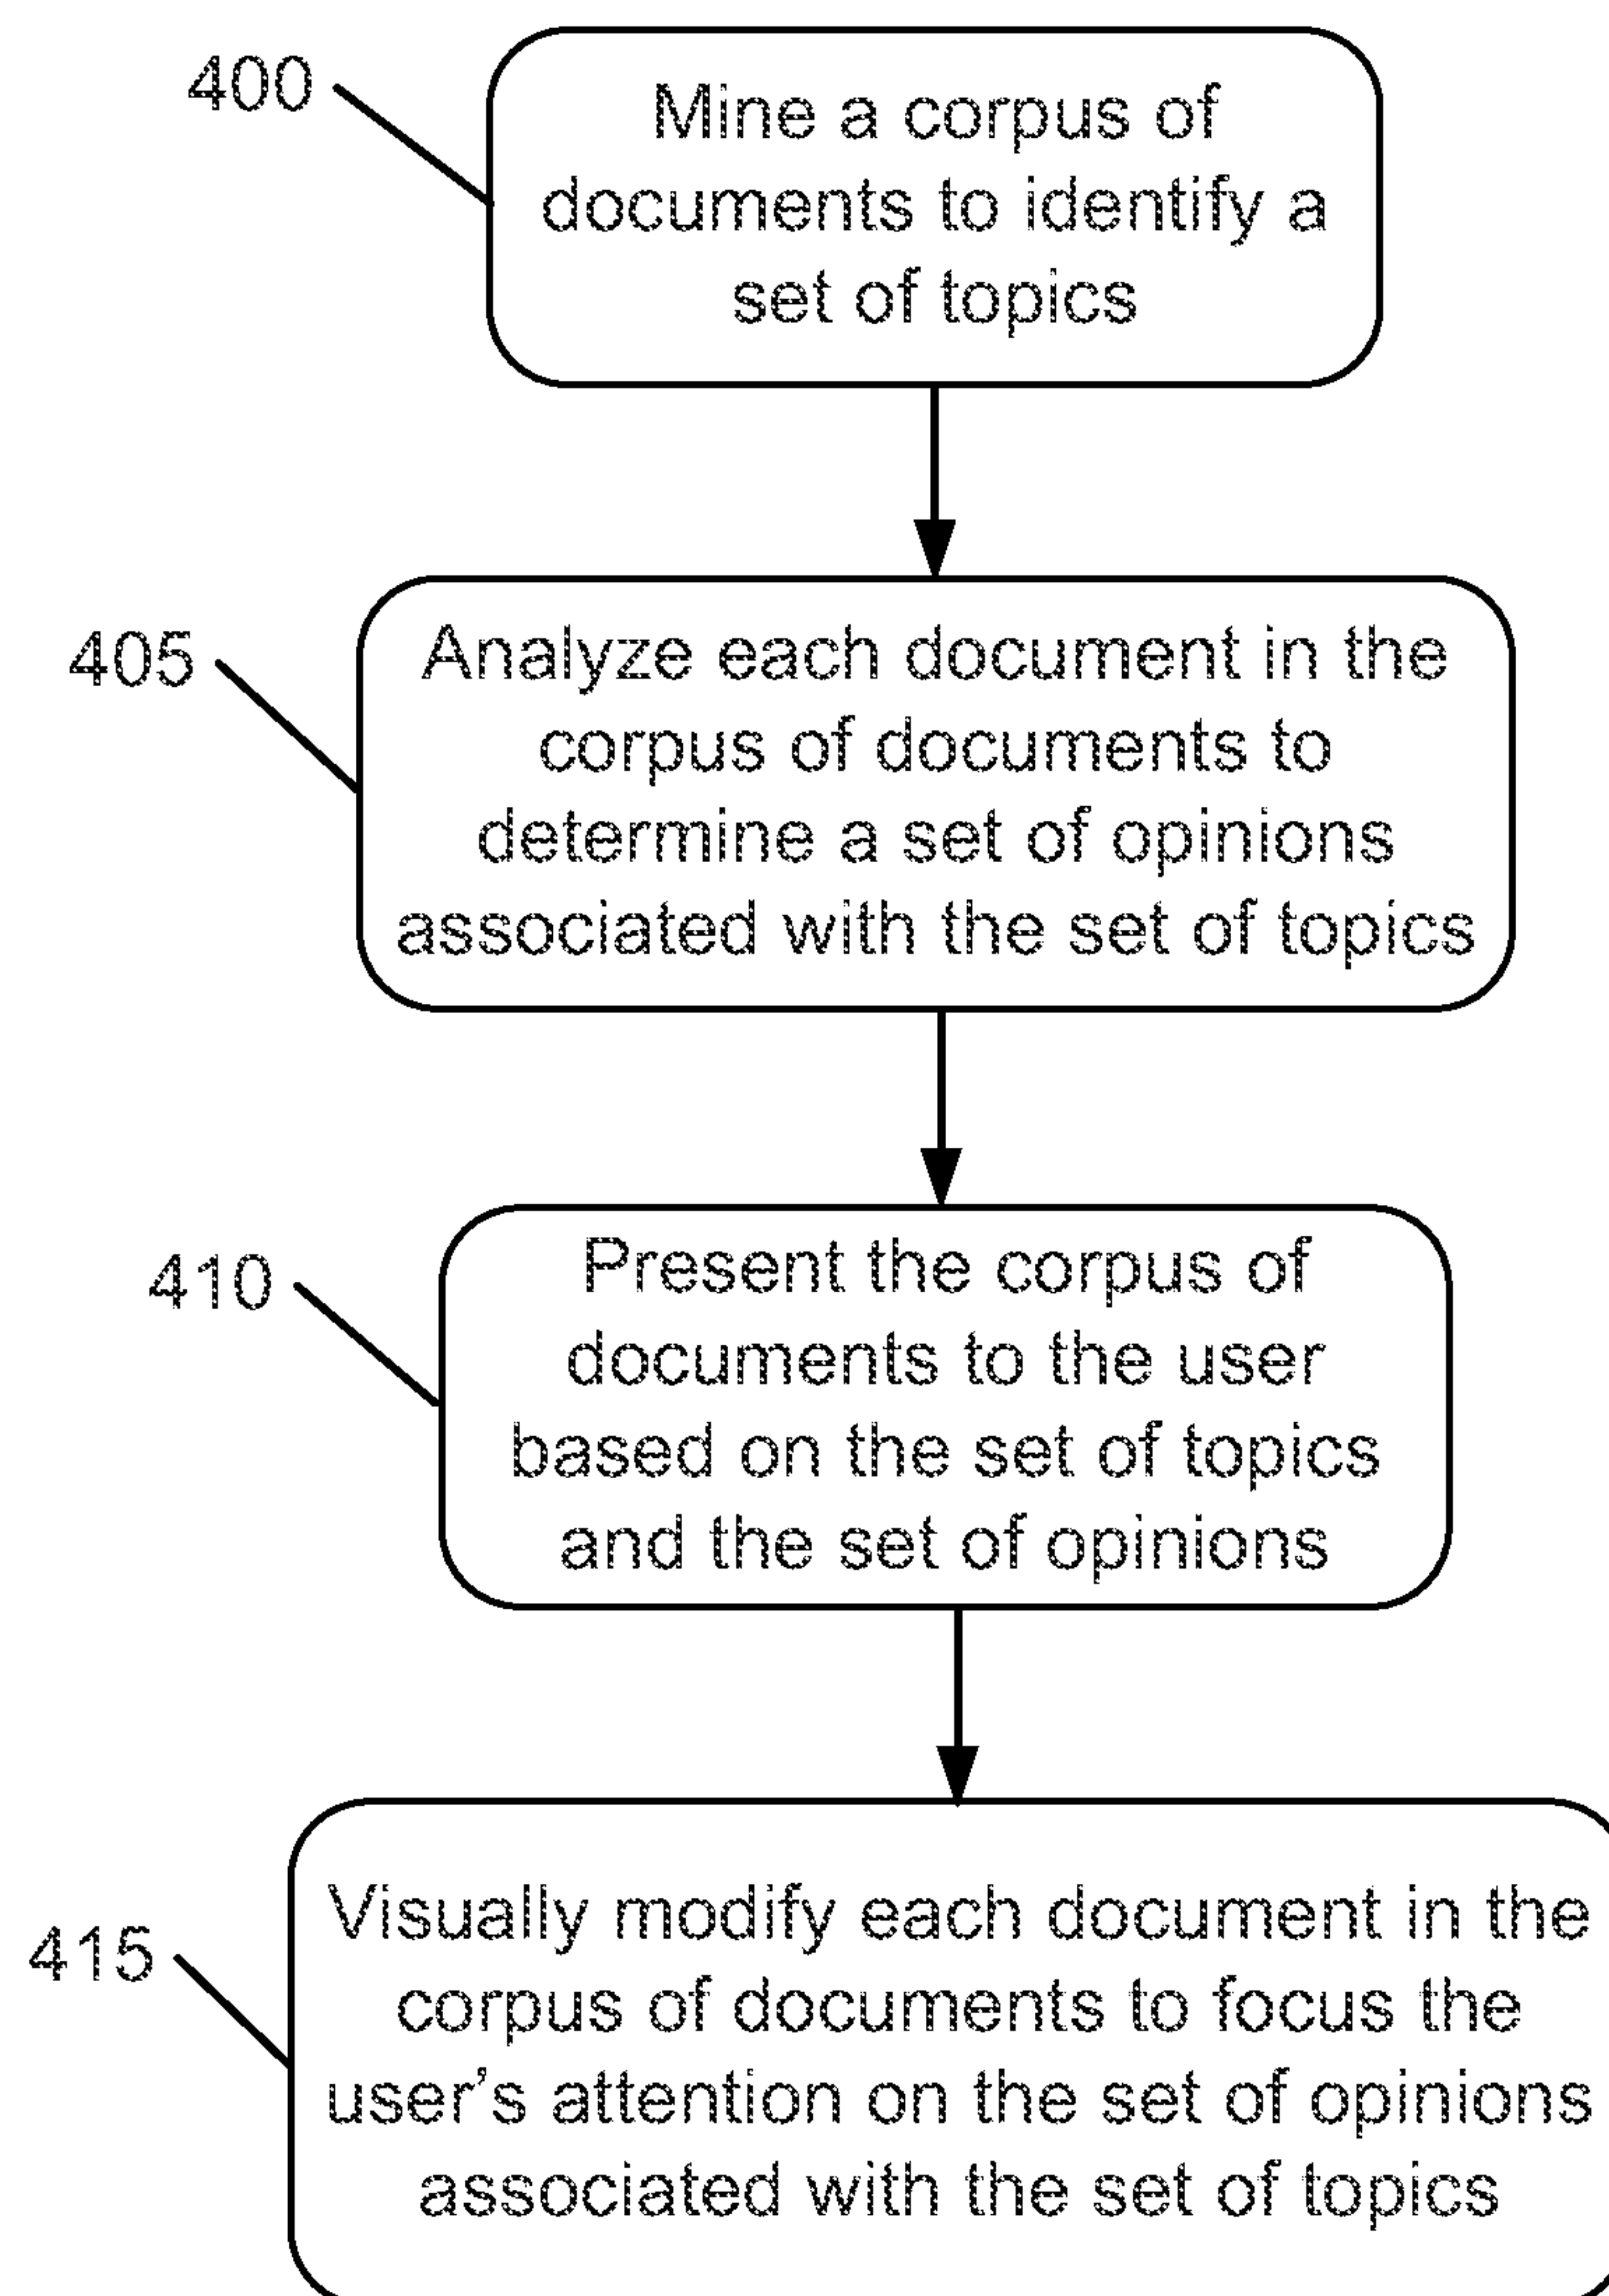 400
Mine a corpus of
documents to identify a
set of topics
405
Analyze each document in the
corpus of documents to
determine a set of opinions
associated with the set of topics
410
Present the corpus of
documents to the user
based on the set of topics
and the set of opinions
415
Visually modify each document in the
corpus of documents to focus the
user’s attention on the set of opinions
associated with the set of topics